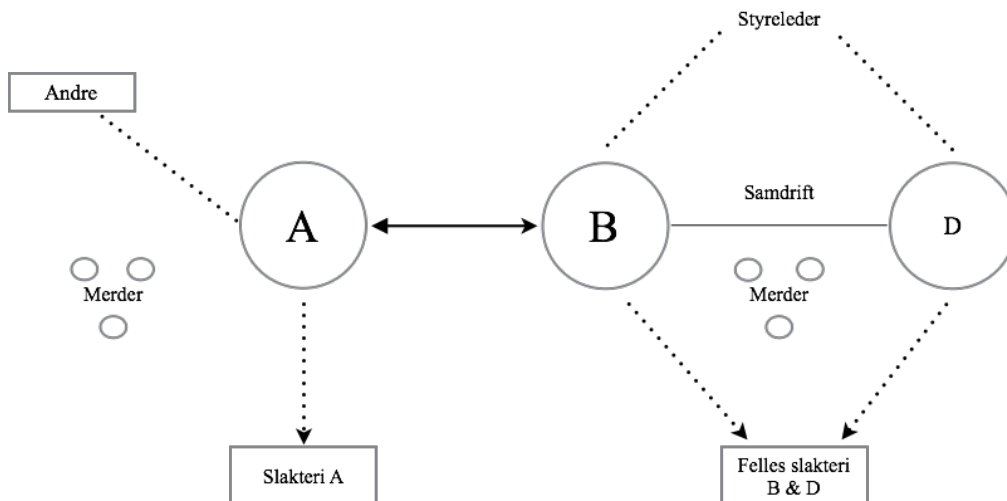 Styreleder
Andre
A
B
Samdrift
D
Merder
Merder
Slakteri A
Felles slakteri
B & D